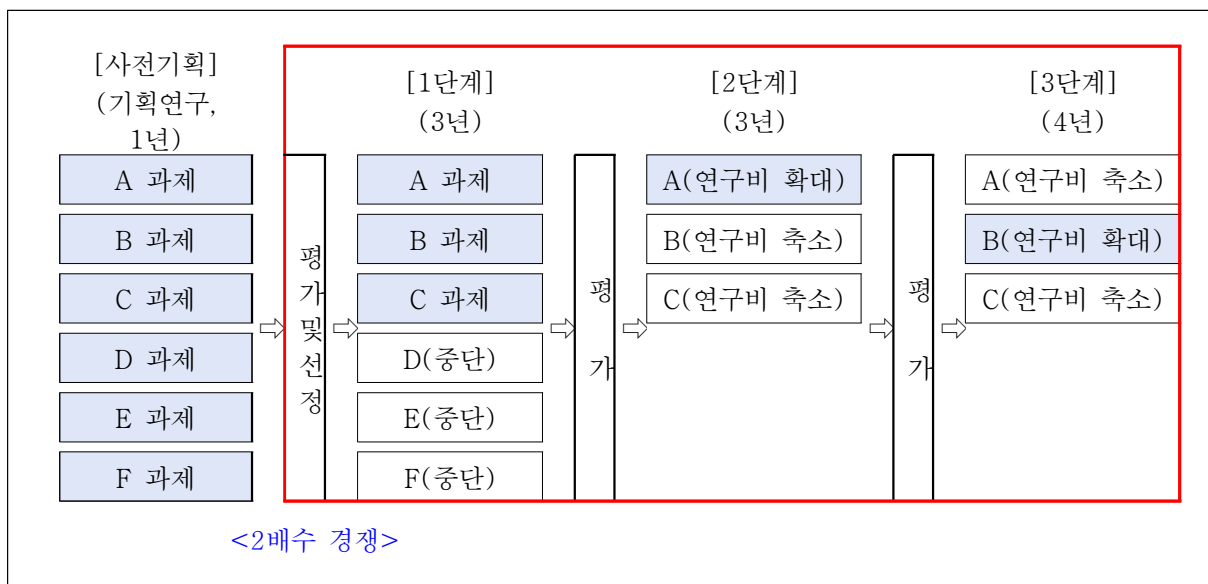 [사전기획]
(기획연구,
1년)
A 과제
B 과제
C 과제
D 과제
E 과제
F 과제
<2배수 경쟁>
평
가
및
선
정
[1단계]
(3년)
A 과제
B 과제
C 과제
D(중단)
E(중단)
F(중단)
평
가
[2단계]
(3년)
A(연구비 확대)
B(연구비 축소)
C(연구비 축소)
평
가
[3단계]
(4년)
A(연구비 축소)
B(연구비 확대)
C(연구비 축소)